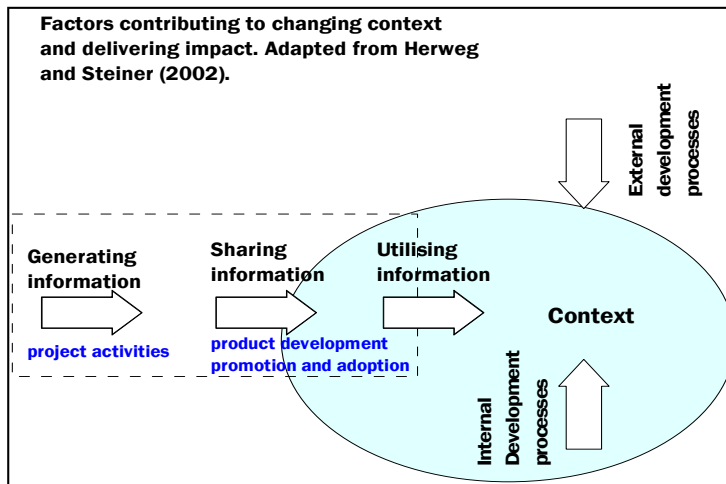 Factors contributing to changing context
and delivering impact. Adapted from Herweg
and Steiner (2002).
External
development
processes
Generating
information
project activities
Sharing
information
product development
promotion and adoption
Utilising
information
Context
Internal
Development
processes